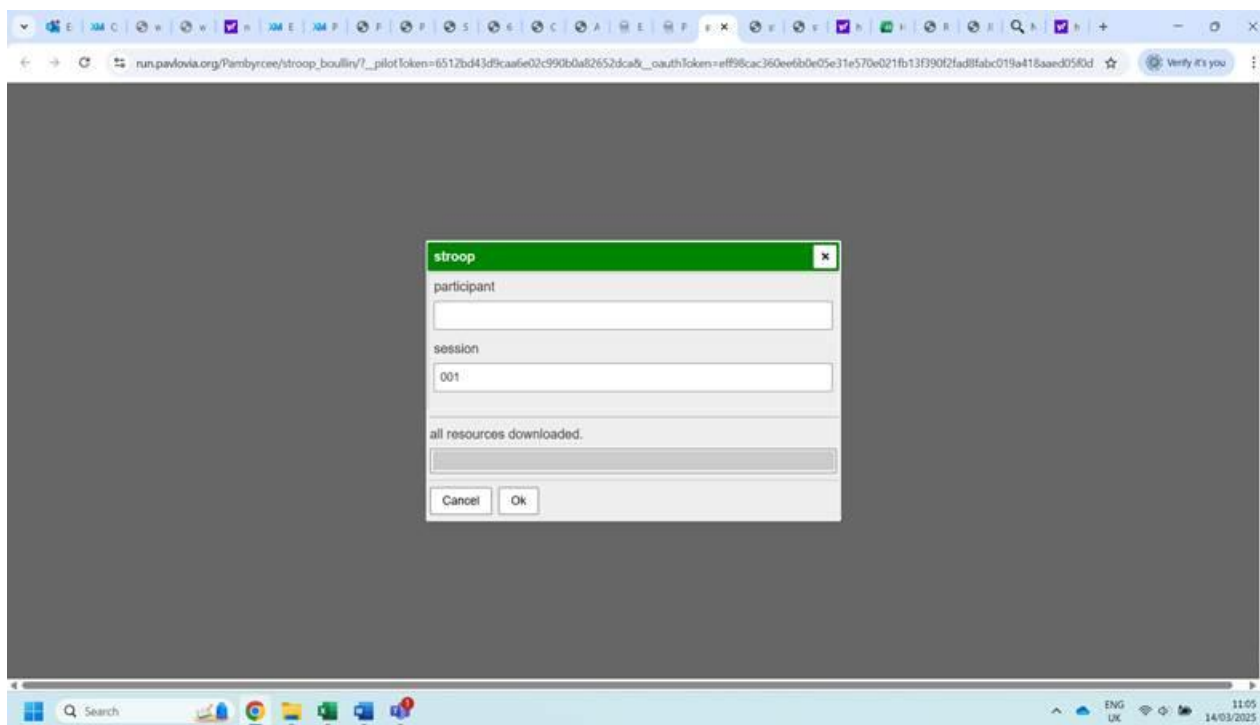 run.pavlovia.org/Pambyrcee/stroop_boullin/?__pilotToken=6512bd43d9caa6e02c990b0a82652dca&__oauthToken=eff98cac360ee6b0e05e31e570e021fb13f390f2fad8fabc019a418aaed05f0d
Verify it's you
stroop
participant
session
001
all resources downloaded.
Cancel Ok
Search
ENG
UK
11:05
14/03/2025